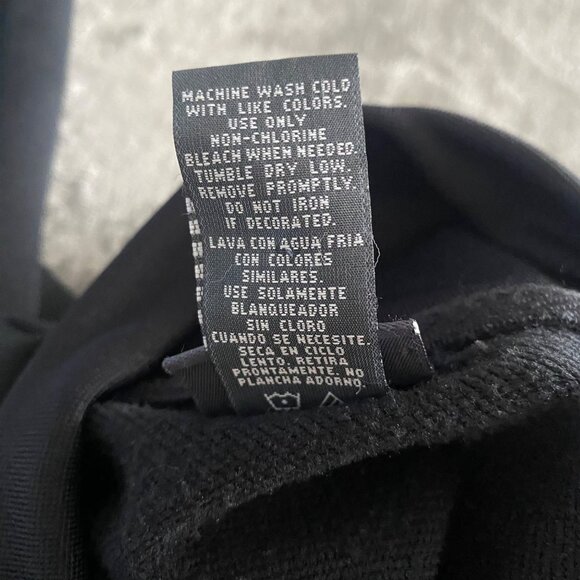 MACHINE WASH COLD
WITH LIKE COLORS.
USE ONLY
NON-CHLORINE
BLEACH WHEN NEEDED.
TUMBLE DRY LOW.
REMOVE PROMPTLY.
DO NOT IRON
IF DECORATED.
LAVA CON AGUA FRIA
CON COLORES
SIMILARES.
USE SOLAMENTE
BLANQUEADOR
SIN CLORO
CUANDO SE NECESITE.
SECA EN CICLO
LENTO. RETIRA
PRONTAMENTE. NO
PLANCHA ADORNO.